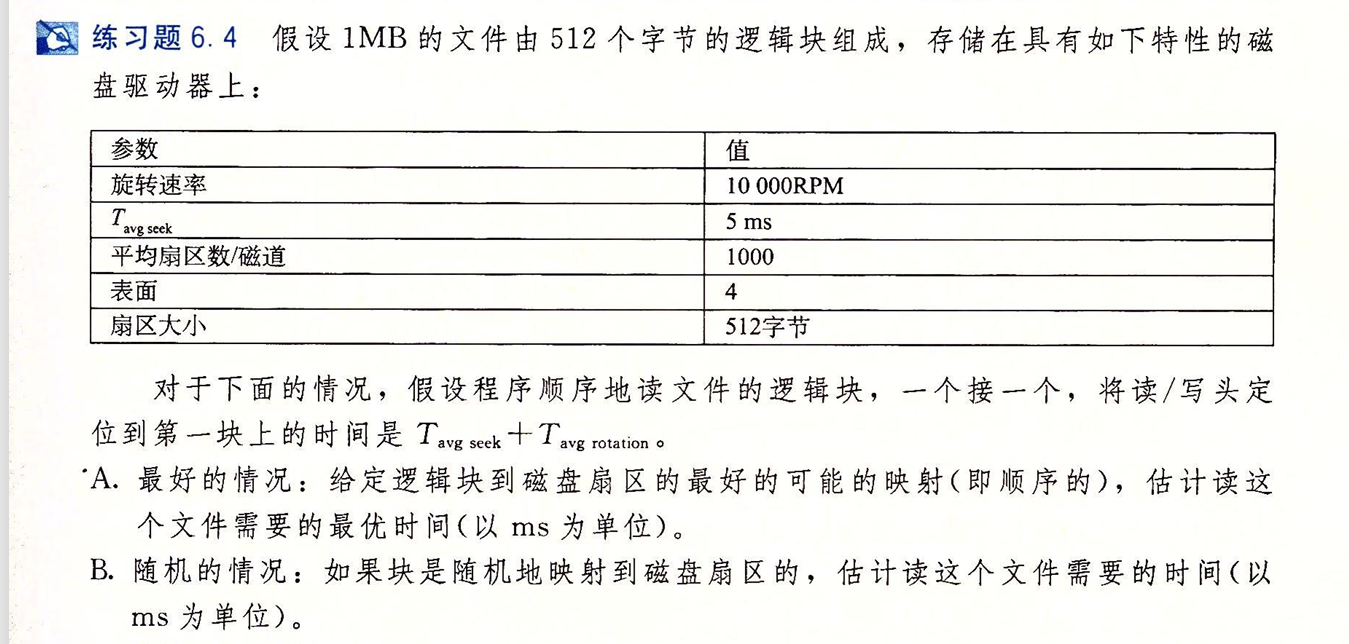 练习题 6.4 假设 1MB 的文件由 512 个字节的逻辑块组成，存储在具有如下特性的磁
盘驱动器上：
参数 值
旋转速率 10 000RPM
T avg seek 5 ms
平均扇区数/磁道 1000
表面 4
扇区大小 512字节
对于下面的情况，假设程序顺序地读文件的逻辑块，一个接一个，将读/写头定
位到第一块上的时间是 T avg seek＋T avg rotation。
A. 最好的情况：给定逻辑块到磁盘扇区的最好的可能的映射(即顺序的)，估计读这
个文件需要的最优时间(以 ms 为单位)。
B. 随机的情况：如果块是随机地映射到磁盘扇区的，估计读这个文件需要的时间(以
ms 为单位)。